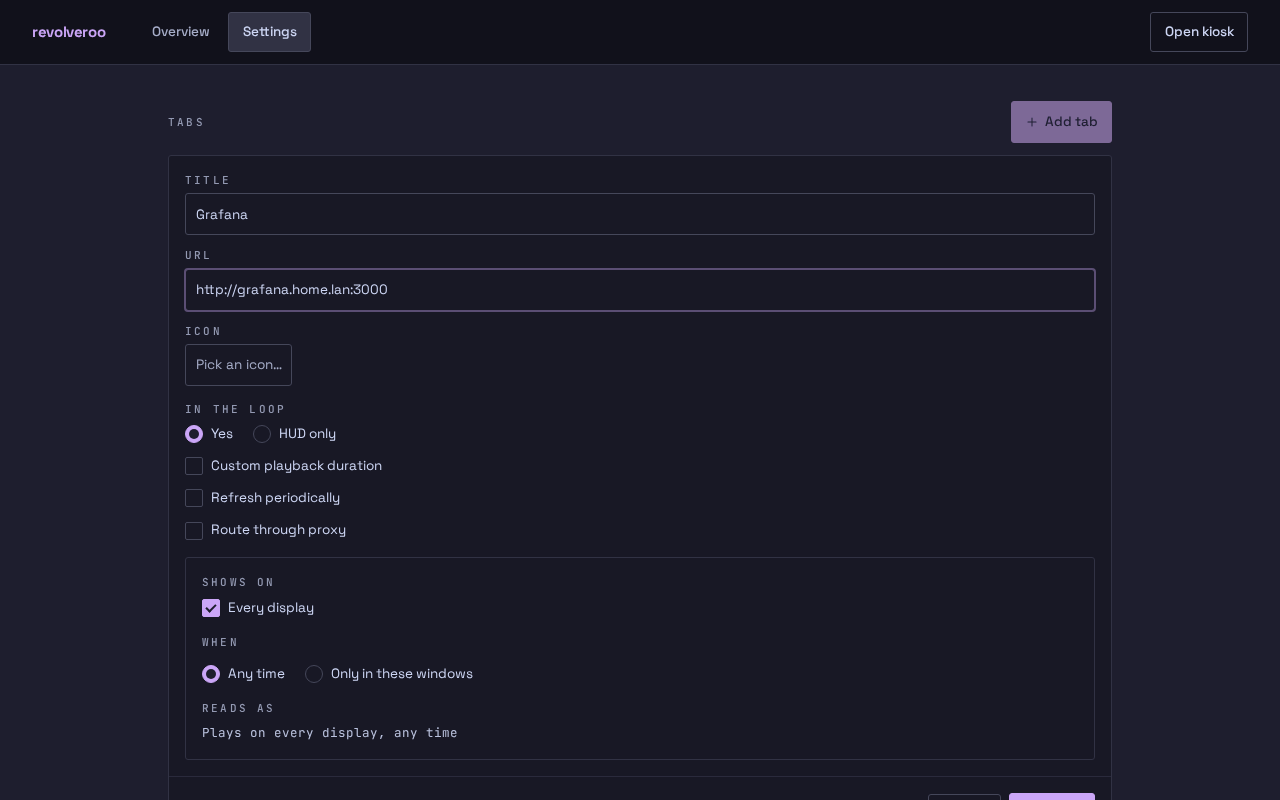 revolveroo Overview Settings Open kiosk
TABS + Add tab
TITLE
Grafana
URL
http://grafana.home.lan:3000
ICON
Pick an icon…
IN THE LOOP
Yes HUD only
Custom playback duration
Refresh periodically
Route through proxy
SHOWS ON
Every display
WHEN
Any time Only in these windows
READS AS
Plays on every display, any time